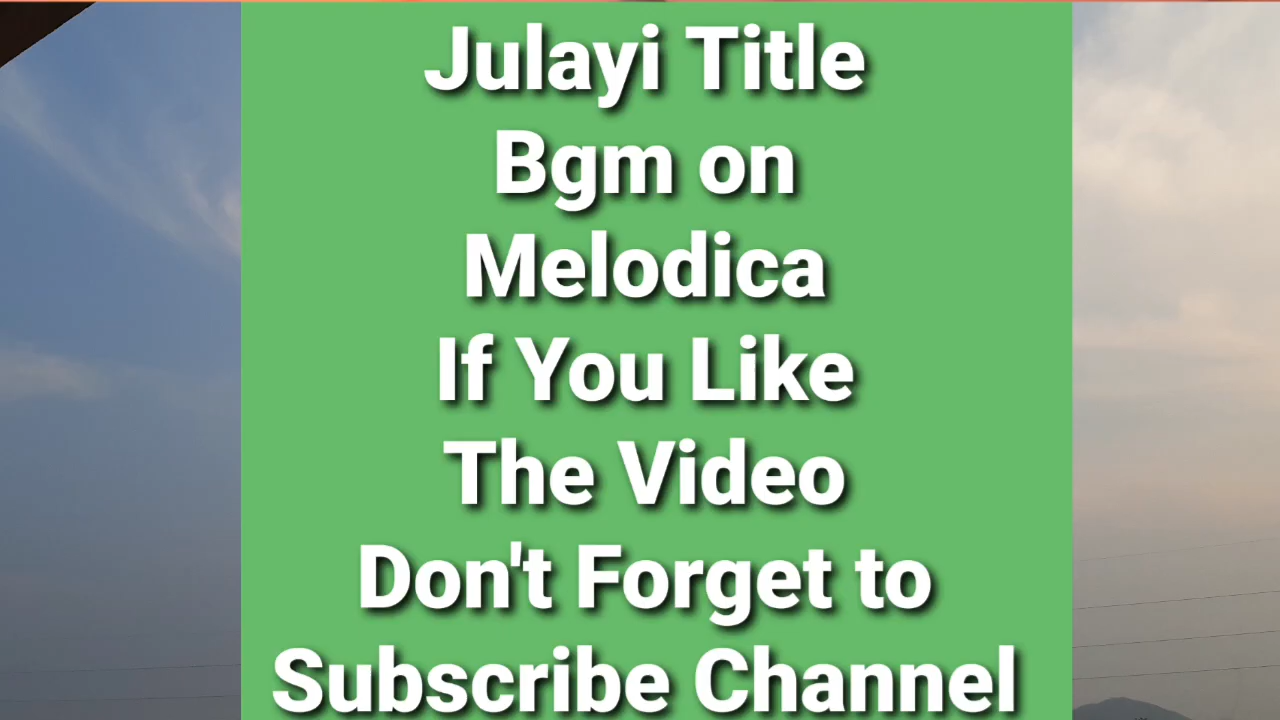 Julayi Title
Bgm on
Melodica
If You Like
The Video
Don't Forget to
Subscribe Channel